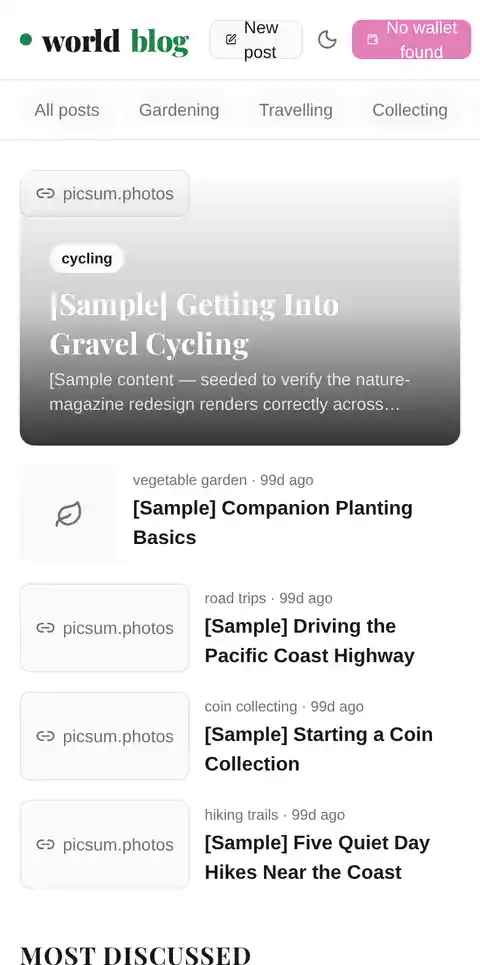 world blog
New
post
No wallet
found
All posts
Gardening
Travelling
Collecting
picsum.photos
cycling
[Sample] Getting Into
Gravel Cycling
[Sample content — seeded to verify the nature-
magazine redesign renders correctly across…
vegetable garden · 99d ago
[Sample] Companion Planting
Basics
picsum.photos
road trips · 99d ago
[Sample] Driving the
Pacific Coast Highway
picsum.photos
coin collecting · 99d ago
[Sample] Starting a Coin
Collection
picsum.photos
hiking trails · 99d ago
[Sample] Five Quiet Day
Hikes Near the Coast
MOST DISCUSSED